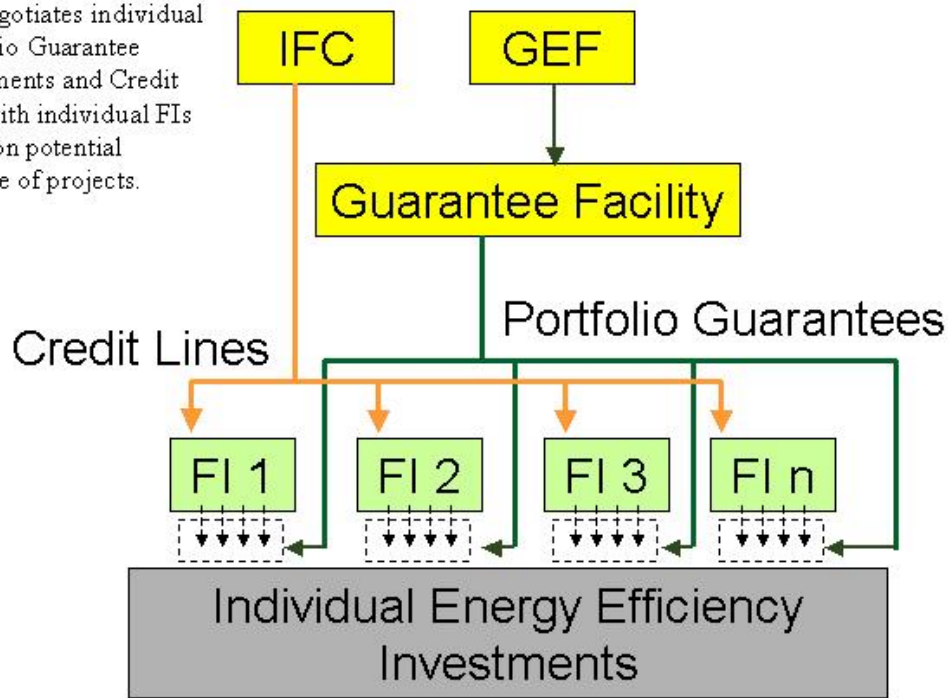 gotiates individual
io Guarantee
ments and Credit
ith individual FIs
on potential
e of projects.
IFC
GEF
Guarantee Facility
Portfolio Guarantees
Credit Lines
FI 1
FI 2
FI 3
FI n
Individual Energy Efficiency
Investments